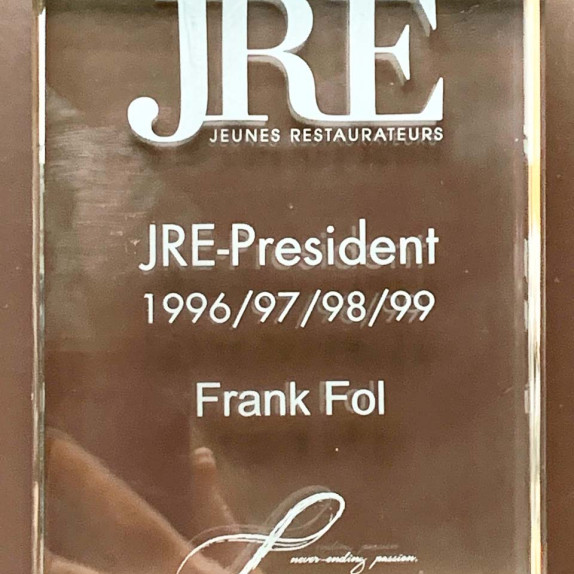 JRE
JEUNES RESTAURATEURS
JRE-President
1996/97/98/99
Frank Fol
never-ending passion.